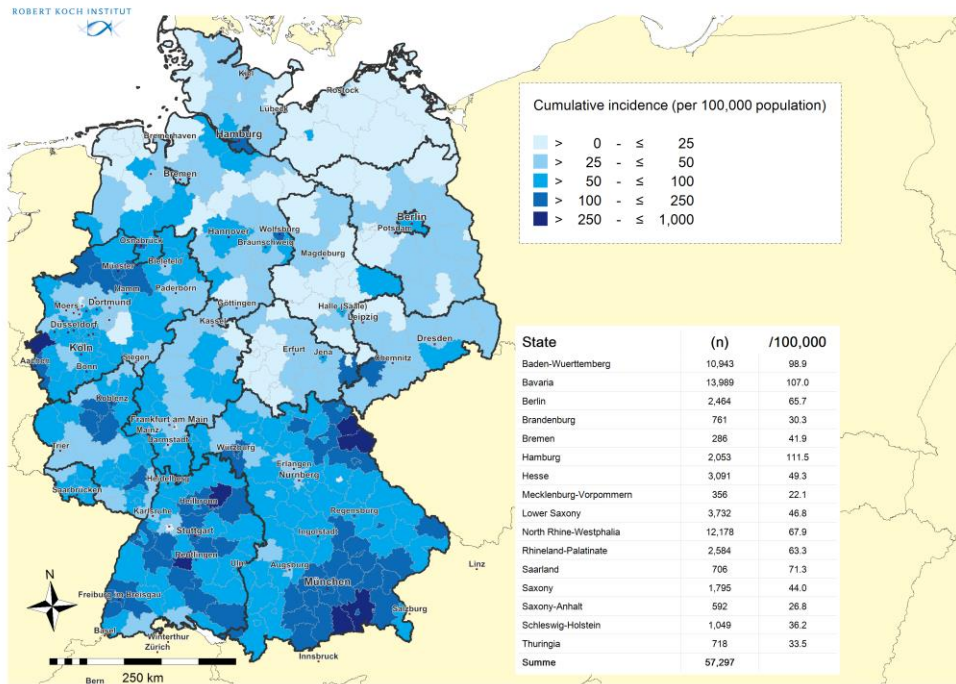 ROBERT KOCH INSTITUT
Kiel
Rostock
Lübeck
Bremerhaven
Hamburg
Bremen
Berlin
Potsdam
Hannover
Wolfsburg
Braunschweig
Osnabrück
Magdeburg
Münster
Bielefeld
Hamm
Paderborn
Göttingen
Halle (Saale)
Moers
Dortmund
Leipzig
Düsseldorf
Kassel
Dresden
Köln
Erfurt
Jena
Chemnitz
Aachen
Bonn
Siegen
Koblenz
Frankfurt am Main
Mainz
Darmstadt
Trier
Würzburg
Erlangen
Nürnberg
Saarbrücken
Heidelberg
Heilbronn
Karlsruhe
Regensburg
Stuttgart
Ingolstadt
Reutlingen
Ulm
Augsburg
Linz
München
Freiburg im Breisgau
Salzburg
Basel
Winterthur
Zürich
Innsbruck
Bern
N
250 km
Cumulative incidence (per 100,000 population)
> 0 - ≤ 25
> 25 - ≤ 50
> 50 - ≤ 100
> 100 - ≤ 250
> 250 - ≤ 1,000
State (n) /100,000
Baden-Wuerttemberg 10,943 98.9
Bavaria 13,989 107.0
Berlin 2,464 65.7
Brandenburg 761 30.3
Bremen 286 41.9
Hamburg 2,053 111.5
Hesse 3,091 49.3
Mecklenburg-Vorpommern 356 22.1
Lower Saxony 3,732 46.8
North Rhine-Westphalia 12,178 67.9
Rhineland-Palatinate 2,584 63.3
Saarland 706 71.3
Saxony 1,795 44.0
Saxony-Anhalt 592 26.8
Schleswig-Holstein 1,049 36.2
Thuringia 718 33.5
Summe 57,297